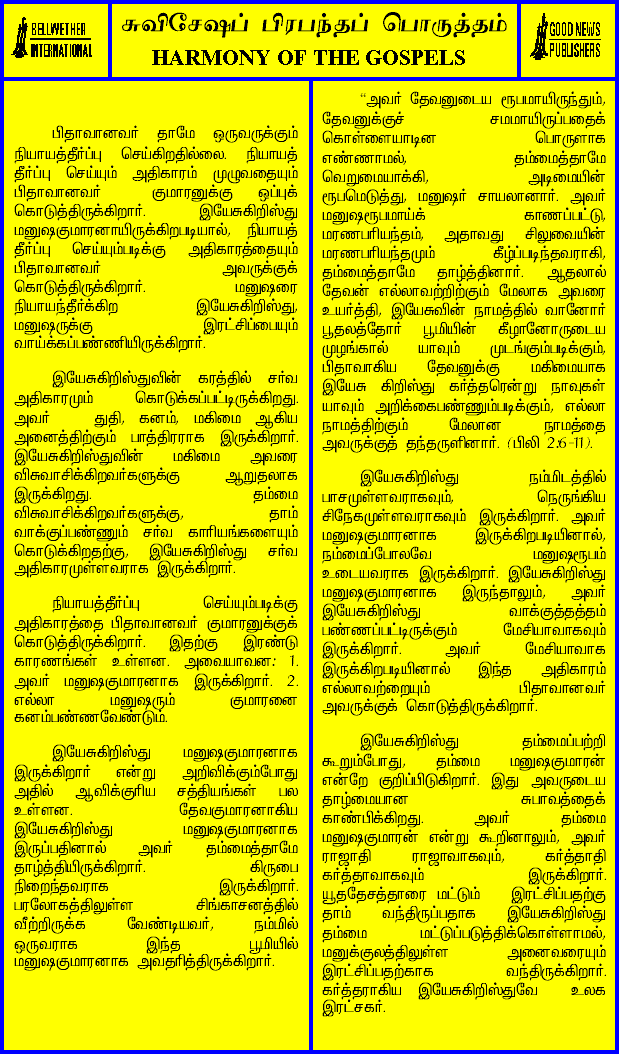 BELLWETHER
INTERNATIONAL
சுவிசேஷப் பிரபந்தப் பொருத்தம்
HARMONY OF THE GOSPELS
GOOD NEWS
PUBLISHERS
பிதாவானவர் தாமே ஒருவருக்கும்
நியாயத்தீர்ப்பு செய்கிறதில்லை. நியாயத்
தீர்ப்பு செய்யும் அதிகாரம் முழுவதையும்
பிதாவானவர் குமாரனுக்கு ஒப்புக்
கொடுத்திருக்கிறார். இயேசுகிறிஸ்து
மனுஷகுமாரனாயிருக்கிறபடியால், நியாயத்
தீர்ப்பு செய்யும்படிக்கு அதிகாரத்தையும்
பிதாவானவர் அவருக்குக்
கொடுத்திருக்கிறார். மனுஷரை
நியாயந்தீர்க்கிற இயேசுகிறிஸ்து,
மனுஷருக்கு இரட்சிப்பையும்
வாய்க்கப்பண்ணியிருக்கிறார்.
இயேசுகிறிஸ்துவின் கரத்தில் சர்வ
அதிகாரமும் கொடுக்கப்பட்டிருக்கிறது.
அவர் துதி, கனம், மகிமை ஆகிய
அனைத்திற்கும் பாத்திரராக இருக்கிறார்.
இயேசுகிறிஸ்துவின் மகிமை அவரை
விசுவாசிக்கிறவர்களுக்கு ஆறுதலாக
இருக்கிறது. தம்மை
விசுவாசிக்கிறவர்களுக்கு, தாம்
வாக்குப்பண்ணும் சர்வ காரியங்களையும்
கொடுக்கிறதற்கு, இயேசுகிறிஸ்து சர்வ
அதிகாரமுள்ளவராக இருக்கிறார்.
நியாயத்தீர்ப்பு செய்யும்படிக்கு
அதிகாரத்தை பிதாவானவர் குமாரனுக்குக்
கொடுத்திருக்கிறார். இதற்கு இரண்டு
காரணங்கள் உள்ளன. அவையாவன: 1.
அவர் மனுஷகுமாரனாக இருக்கிறார். 2.
எல்லா மனுஷரும் குமாரனை
கனம்பண்ணவேண்டும்.
இயேசுகிறிஸ்து மனுஷகுமாரனாக
இருக்கிறார் என்று அறிவிக்கும்போது
அதில் ஆவிக்குரிய சத்தியங்கள் பல
உள்ளன. தேவகுமாரனாகிய
இயேசுகிறிஸ்து மனுஷகுமாரனாக
இருப்பதினால் அவர் தம்மைத்தாமே
தாழ்த்தியிருக்கிறார். கிருபை
நிறைந்தவராக இருக்கிறார்.
பரலோகத்திலுள்ள சிங்காசனத்தில்
வீற்றிருக்க வேண்டியவர், நம்மில்
ஒருவராக இந்த பூமியில்
மனுஷகுமாரனாக அவதரித்திருக்கிறார்.
“அவர் தேவனுடைய ரூபமாயிருந்தும்,
தேவனுக்குச் சமமாயிருப்பதைக்
கொள்ளையாடின பொருளாக
எண்ணாமல், தம்மைத்தாமே
வெறுமையாக்கி, அடிமையின்
ரூபமெடுத்து, மனுஷர் சாயலானார். அவர்
மனுஷரூபமாய்க் காணப்பட்டு,
மரணபரியந்தம், அதாவது சிலுவையின்
மரணபரியந்தமும் கீழ்ப்படிந்தவராகி,
தம்மைத்தாமே தாழ்த்தினார். ஆதலால்
தேவன் எல்லாவற்றிற்கும் மேலாக அவரை
உயர்த்தி, இயேசுவின் நாமத்தில் வானோர்
பூதலத்தோர் பூமியின் கீழானோருடைய
முழங்கால் யாவும் முடங்கும்படிக்கும்,
பிதாவாகிய தேவனுக்கு மகிமையாக
இயேசு கிறிஸ்து கர்த்தரென்று நாவுகள்
யாவும் அறிக்கைபண்ணும்படிக்கும், எல்லா
நாமத்திற்கும் மேலான நாமத்தை
அவருக்குத் தந்தருளினார். (பிலி 2:6-11).
இயேசுகிறிஸ்து நம்மிடத்தில்
பாசமுள்ளவராகவும், நெருங்கிய
சிநேகமுள்ளவராகவும் இருக்கிறார். அவர்
மனுஷகுமாரனாக இருக்கிறபடியினால்,
நம்மைப்போலவே மனுஷரூபம்
உடையவராக இருக்கிறார். இயேசுகிறிஸ்து
மனுஷகுமாரனாக இருந்தாலும், அவர்
இயேசுகிறிஸ்து வாக்குத்தத்தம்
பண்ணப்பட்டிருக்கும் மேசியாவாகவும்
இருக்கிறார். அவர் மேசியாவாக
இருக்கிறபடியினால் இந்த அதிகாரம்
எல்லாவற்றையும் பிதாவானவர்
அவருக்குக் கொடுத்திருக்கிறார்.
இயேசுகிறிஸ்து தம்மைப்பற்றி
கூறும்போது, தம்மை மனுஷகுமாரன்
என்றே குறிப்பிடுகிறார். இது அவருடைய
தாழ்மையான சுபாவத்தைக்
காண்பிக்கிறது. அவர் தம்மை
மனுஷகுமாரன் என்று கூறினாலும், அவர்
ராஜாதி ராஜாவாகவும், கர்த்தாதி
கர்த்தாவாகவும் இருக்கிறார்.
யூததேசத்தாரை மட்டும் இரட்சிப்பதற்கு
தாம் வந்திருப்பதாக இயேசுகிறிஸ்து
தம்மை மட்டுப்படுத்திக்கொள்ளாமல்,
மனுக்குலத்திலுள்ள அனைவரையும்
இரட்சிப்பதற்காக வந்திருக்கிறார்.
கர்த்தராகிய இயேசுகிறிஸ்துவே உலக
இரட்சகர்.